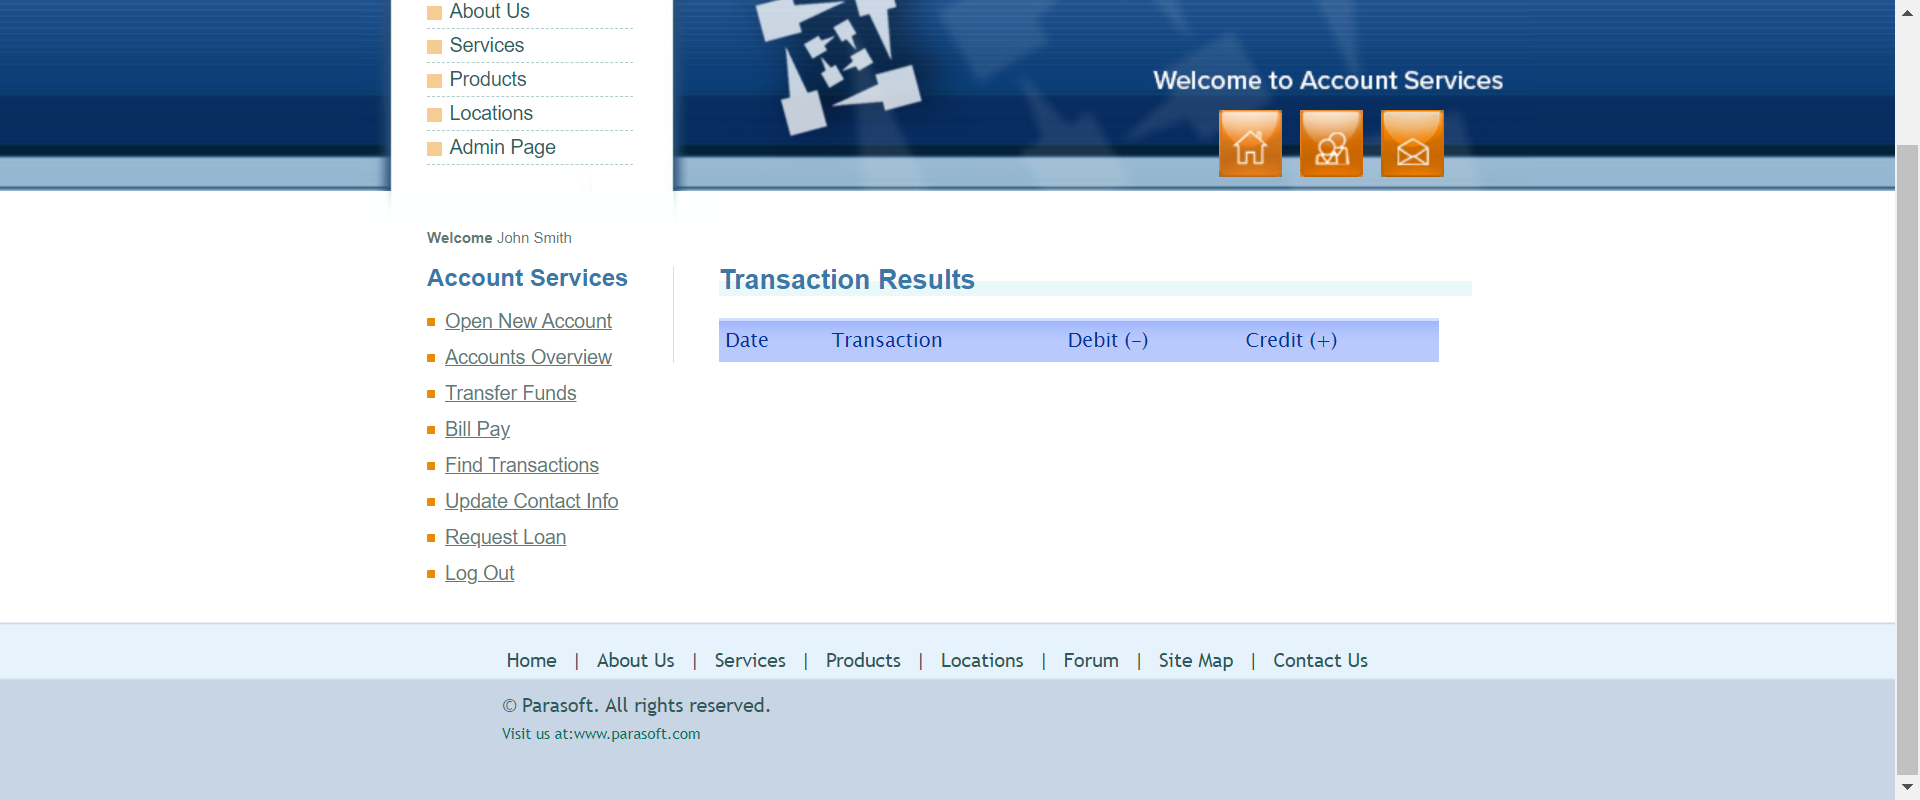 About Us
Services
Products
Locations
Admin Page
Welcome to Account Services
Welcome John Smith
Account Services
Open New Account
Accounts Overview
Transfer Funds
Bill Pay
Find Transactions
Update Contact Info
Request Loan
Log Out
Transaction Results
Date Transaction Debit (-) Credit (+)
Home | About Us | Services | Products | Locations | Forum | Site Map | Contact Us
© Parasoft. All rights reserved.
Visit us at:www.parasoft.com